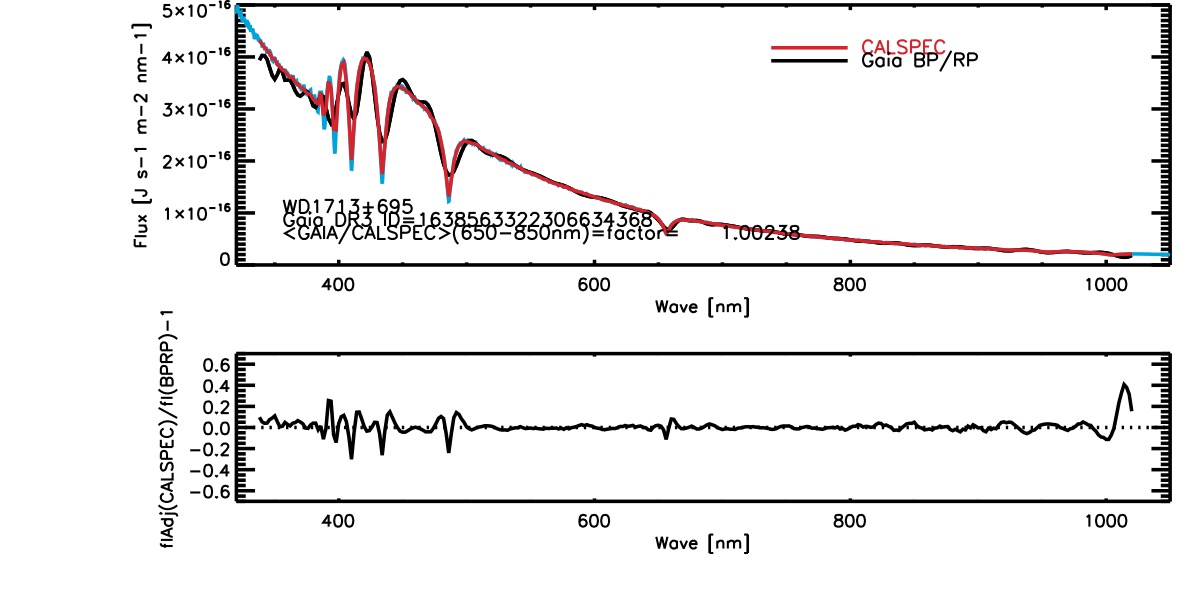 5×10−16
4×10−16
3×10−16
2×10−16
1×10−16
0
Flux [J s−1 m−2 nm−1]
CALSPEC
Gaia BP/RP
WD1713+695
Gaia DR3 ID=1638563322306634368
<GAIA/CALSPEC>(650−850nm)=factor= 1.00238
400 600 800 1000
Wave [nm]
flAdj(CALSPEC)/fl(BPRP)−1
0.6
0.4
0.2
0.0
−0.2
−0.4
−0.6
400 600 800 1000
Wave [nm]